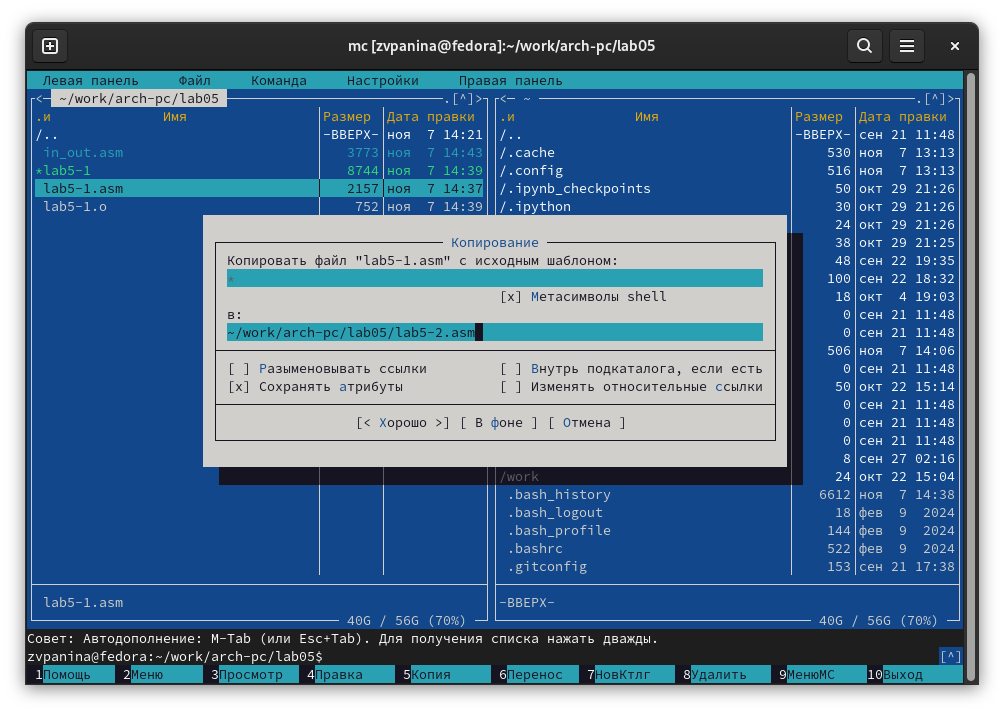 mc [zvpanina@fedora]:~/work/arch-pc/lab05
Левая панель Файл Команда Настройки Правая панель
<— ~/work/arch-pc/lab05 .[^]> <— ~ .[^]>
.и Имя Размер Дата правки .и Имя Размер Дата правки
/.. -ВВЕРХ- ноя 7 14:21 /.. -ВВЕРХ- сен 21 11:48
in_out.asm 3773 ноя 7 14:43 /.cache 530 ноя 7 13:13
*lab5-1 8744 ноя 7 14:39 /.config 516 ноя 7 13:13
lab5-1.asm 2157 ноя 7 14:37 /.ipynb_checkpoints 50 окт 29 21:26
lab5-1.o 752 ноя 7 14:39 /.ipython 30 окт 29 21:26
24 окт 29 21:26
Копирование 38 окт 29 21:25
Копировать файл "lab5-1.asm" с исходным шаблоном: 48 сен 22 19:35
* 100 сен 22 18:32
[x] Метасимволы shell 18 окт 4 19:03
в: 0 сен 21 11:48
~/work/arch-pc/lab05/lab5-2.asm 0 сен 21 11:48
506 ноя 7 14:06
[ ] Разыменовывать ссылки [ ] Внутрь подкаталога, если есть 0 сен 21 11:48
[x] Сохранять атрибуты [ ] Изменять относительные ссылки 50 окт 22 15:14
0 сен 21 11:48
[< Хорошо >] [ В фоне ] [ Отмена ] 0 сен 21 11:48
0 сен 21 11:48
8 сен 27 02:16
/work 24 окт 22 15:04
.bash_history 6612 ноя 7 14:38
.bash_logout 18 фев 9 2024
.bash_profile 144 фев 9 2024
.bashrc 522 фев 9 2024
.gitconfig 153 сен 21 17:38
lab5-1.asm -ВВЕРХ-
40G / 56G (70%) 40G / 56G (70%)
Совет: Автодополнение: M-Tab (или Esc+Tab). Для получения списка нажать дважды.
zvpanina@fedora:~/work/arch-pc/lab05$ [^]
1Помощь 2Меню 3Просмотр 4Правка 5Копия 6Перенос 7НовКтлг 8Удалить 9МенюМС 10Выход